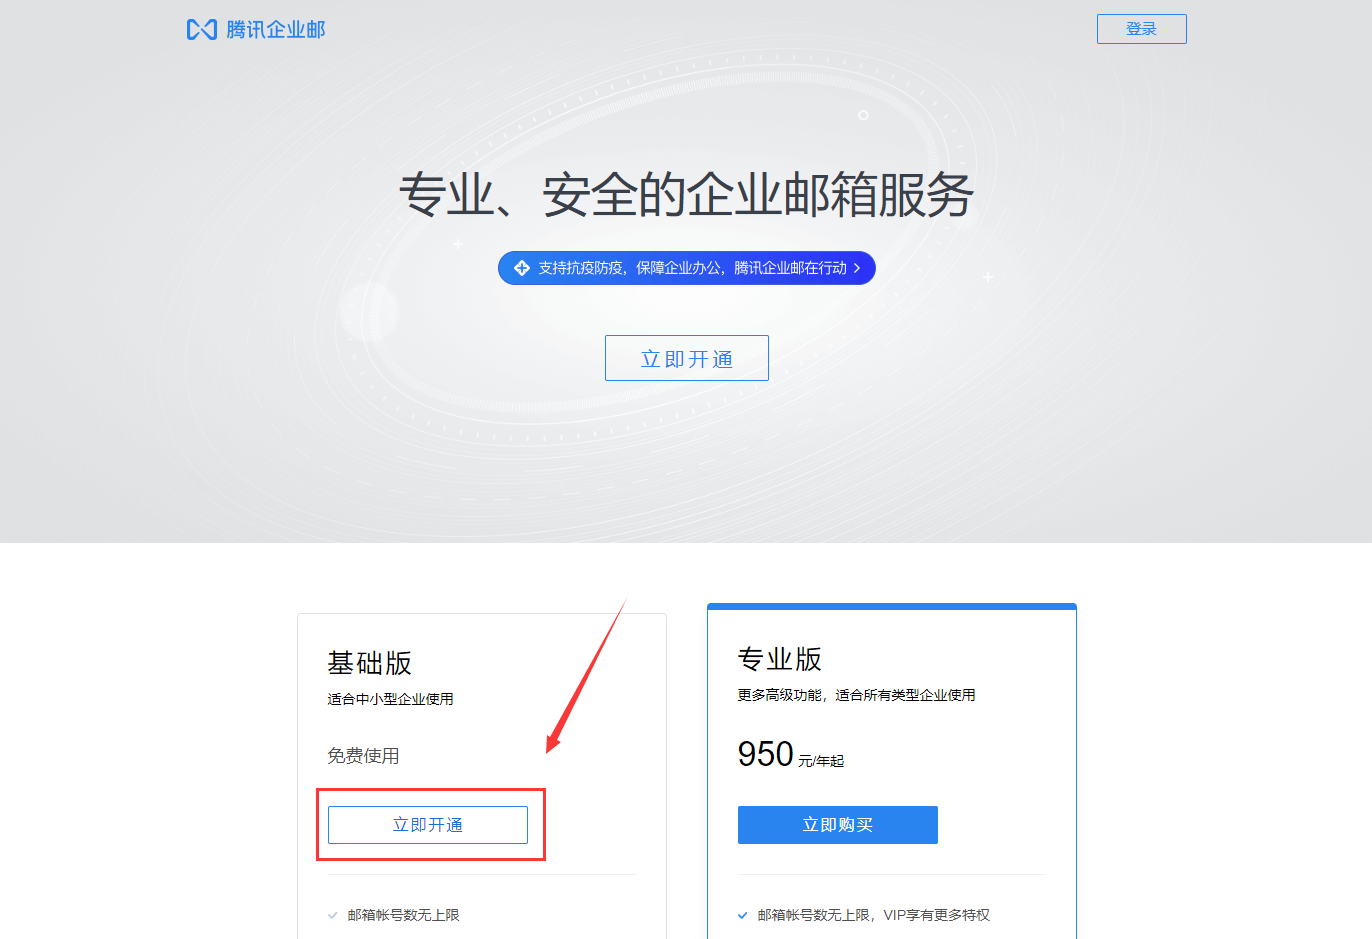 腾讯企业邮
登录
专业、安全的企业邮箱服务
支持抗疫防疫，保障企业办公，腾讯企业邮在行动
立即开通
基础版
适合中小型企业使用
免费使用
立即开通
邮箱帐号数无上限
专业版
更多高级功能，适合所有类型企业使用
950 元/年起
立即购买
邮箱帐号数无上限，VIP享有更多特权